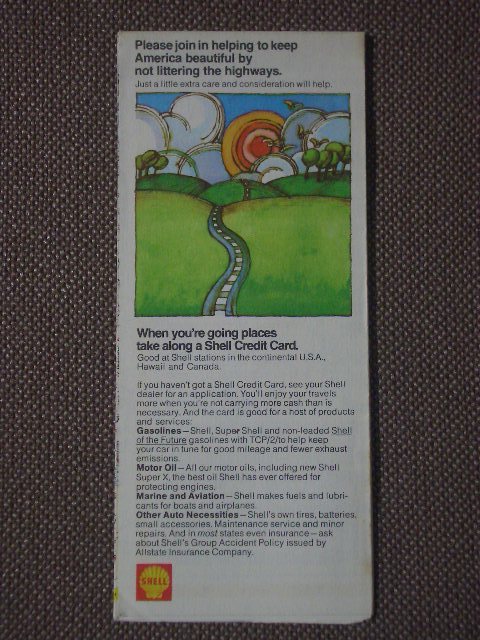 Please join in helping to keep
America beautiful by
not littering the highways.
Just a little extra care and consideration will help.
When you're going places
take along a Shell Credit Card.
Good at Shell stations in the continental U.S.A.,
Hawaii and Canada.
If you haven't got a Shell Credit Card, see your Shell
dealer for an application. You'll enjoy your travels
more when you're not carrying more cash than is
necessary. And the card is good for a host of products
and services:
Gasolines—Shell, Super Shell and non-leaded Shell
of the Future gasolines with TCP/2/to help keep
your car in tune for good mileage and fewer exhaust
emissions.
Motor Oil—All our motor oils, including new Shell
Super X, the best oil Shell has ever offered for
protecting engines.
Marine and Aviation—Shell makes fuels and lubri-
cants for boats and airplanes.
Other Auto Necessities—Shell's own tires, batteries,
small accessories. Maintenance service and minor
repairs. And in most states even insurance—ask
about Shell's Group Accident Policy issued by
Allstate Insurance Company.
SHELL